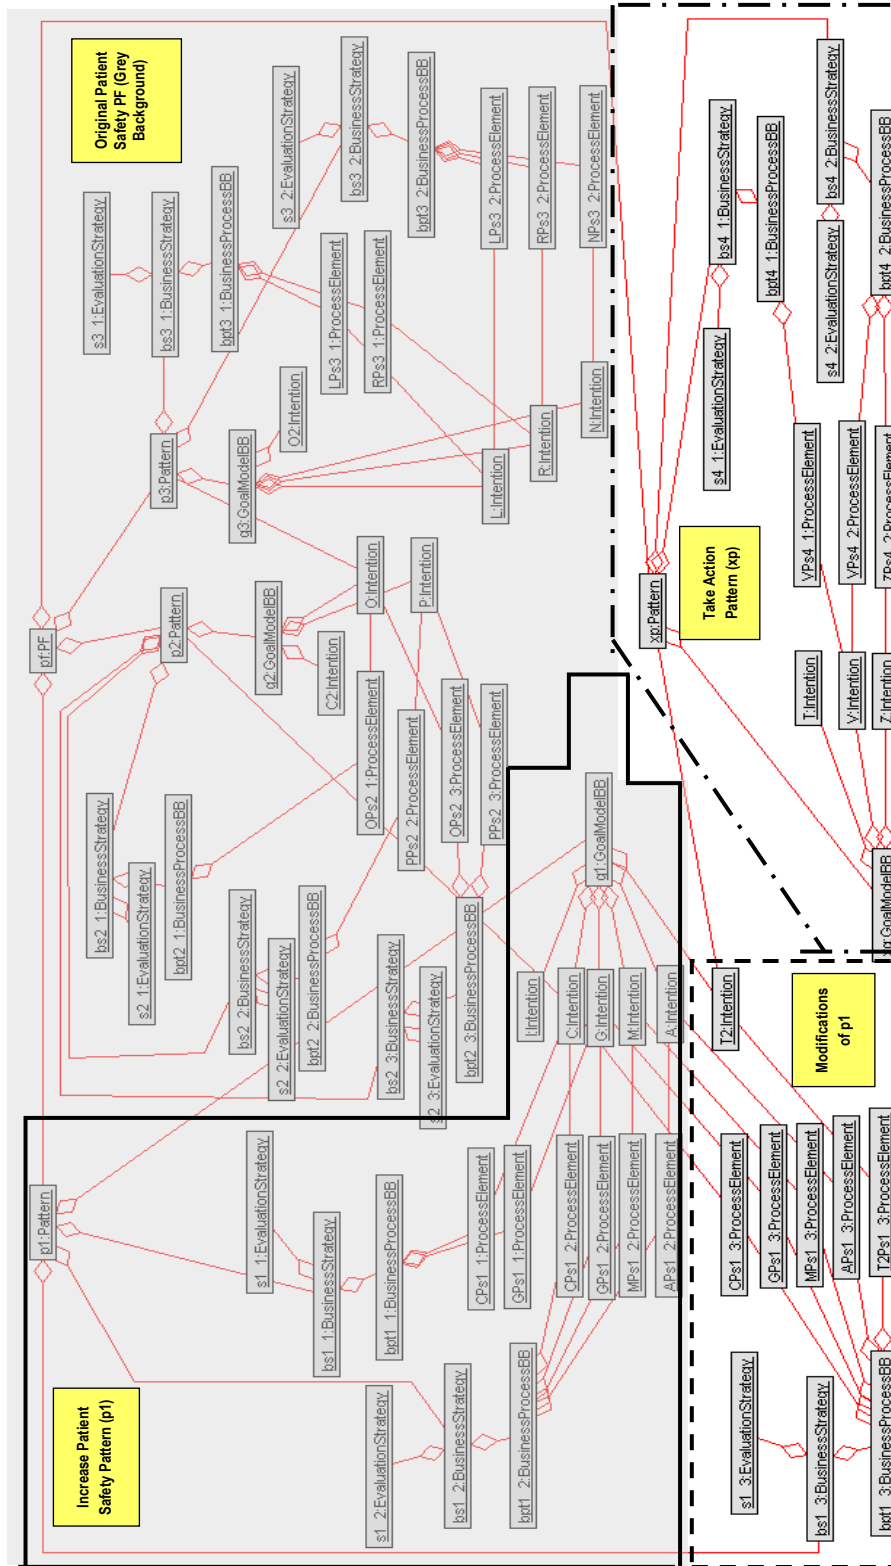 Increase Patient
Safety Pattern (p1)
p1:Pattern
s1 1:EvaluationStrategy
bs1 1:BusinessStrategy
bpt1 1:BusinessProcessBB
s1 2:EvaluationStrategy
bs1 2:BusinessStrategy
bpt1 2:BusinessProcessBB
CPs1 1:ProcessElement
GPs1 1:ProcessElement
CPs1 2:ProcessElement
GPs1 2:ProcessElement
MPs1 2:ProcessElement
APs1 2:ProcessElement
I:Intention
C:Intention
G:Intention
M:Intention
A:Intention
g1:GoalModelBB
Original Patient
Safety PF (Grey
Background)
pf:PF
p2:Pattern
bs2 1:BusinessStrategy
s2 1:EvaluationStrategy
bpt2 1:BusinessProcessBB
bs2 2:BusinessStrategy
s2 2:EvaluationStrategy
bpt2 2:BusinessProcessBB
bs2 3:BusinessStrategy
s2 3:EvaluationStrategy
bpt2 3:BusinessProcessBB
g2:GoalModelBB
C2:Intention
O:Intention
P:Intention
OPs2 1:ProcessElement
PPs2 2:ProcessElement
OPs2 3:ProcessElement
PPs2 3:ProcessElement
p3:Pattern
s3 1:EvaluationStrategy
bs3 1:BusinessStrategy
bpt3 1:BusinessProcessBB
s3 2:EvaluationStrategy
bs3 2:BusinessStrategy
bpt3 2:BusinessProcessBB
g3:GoalModelBB
O2:Intention
LPs3 1:ProcessElement
RPs3 1:ProcessElement
LPs3 2:ProcessElement
RPs3 2:ProcessElement
NPs3 2:ProcessElement
L:Intention
R:Intention
N:Intention
Modifications
of p1
T2:Intention
CPs1 3:ProcessElement
GPs1 3:ProcessElement
MPs1 3:ProcessElement
APs1 3:ProcessElement
T2Ps1 3:ProcessElement
s1 3:EvaluationStrategy
bs1 3:BusinessStrategy
bpt1 3:BusinessProcessBB
Take Action
Pattern (xp)
xp:Pattern
bs4 1:BusinessStrategy
s4 1:EvaluationStrategy
bpt4 1:BusinessProcessBB
bs4 2:BusinessStrategy
s4 2:EvaluationStrategy
bpt4 2:BusinessProcessBB
VPs4 1:ProcessElement
VPs4 2:ProcessElement
ZPs4 2:ProcessElement
T:Intention
V:Intention
Z:Intention
xg:GoalModelBB